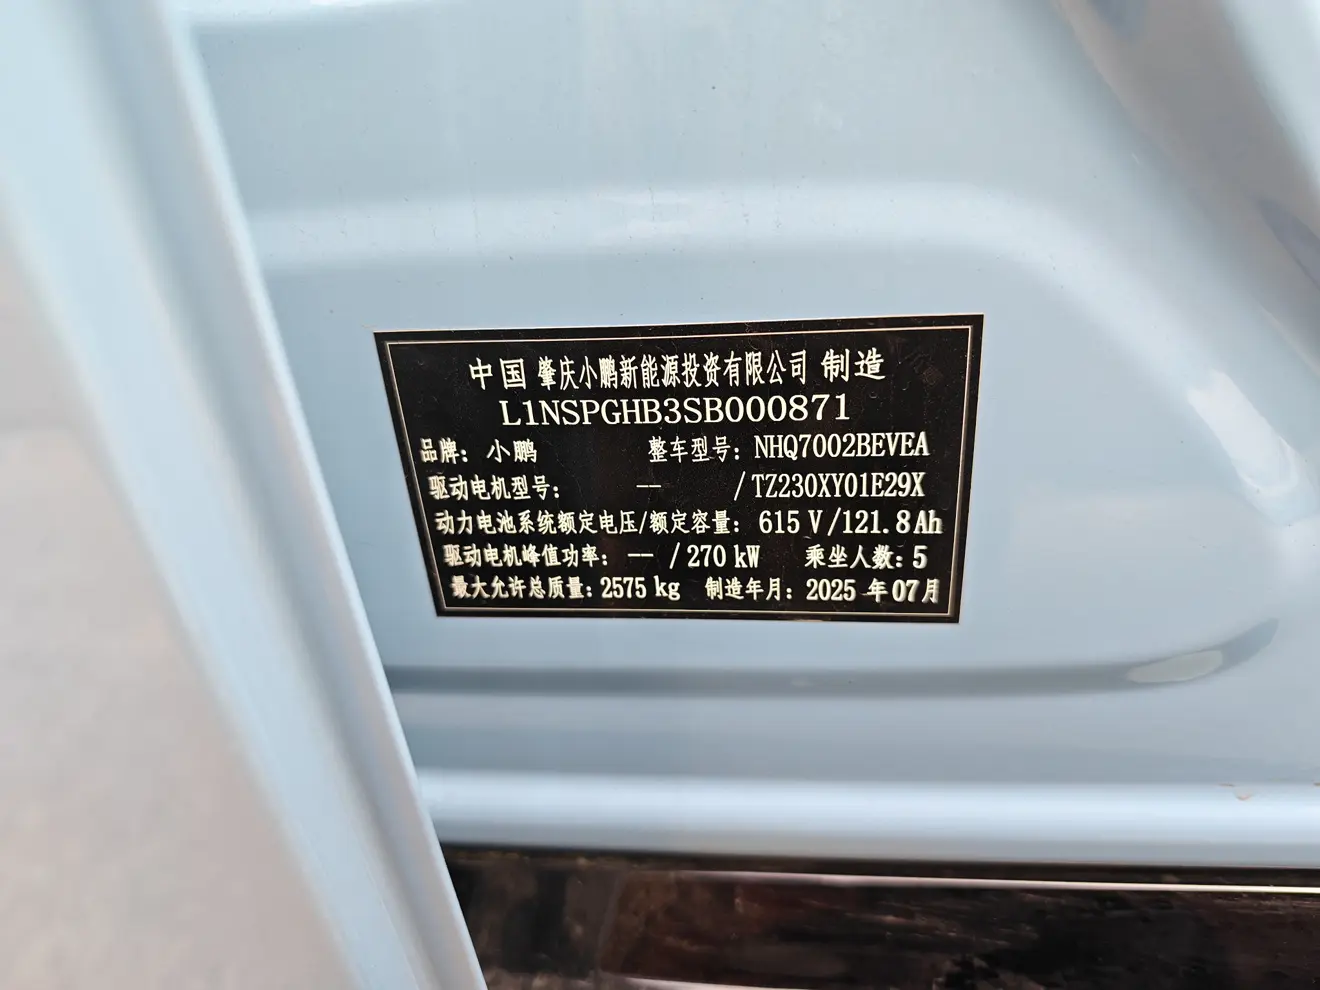 中国 肇庆小鹏新能源投资有限公司 制造
L1NSPGHB3SB000871
品牌：小鹏 整车型号：NHQ7002BEVEA
驱动电机型号： -- /TZ230XY01E29X
动力电池系统额定电压/额定容量：615 V/121.8Ah
驱动电机峰值功率：-- /270 kW 乘坐人数：5
最大允许总质量：2575 kg 制造年月：2025 年07月